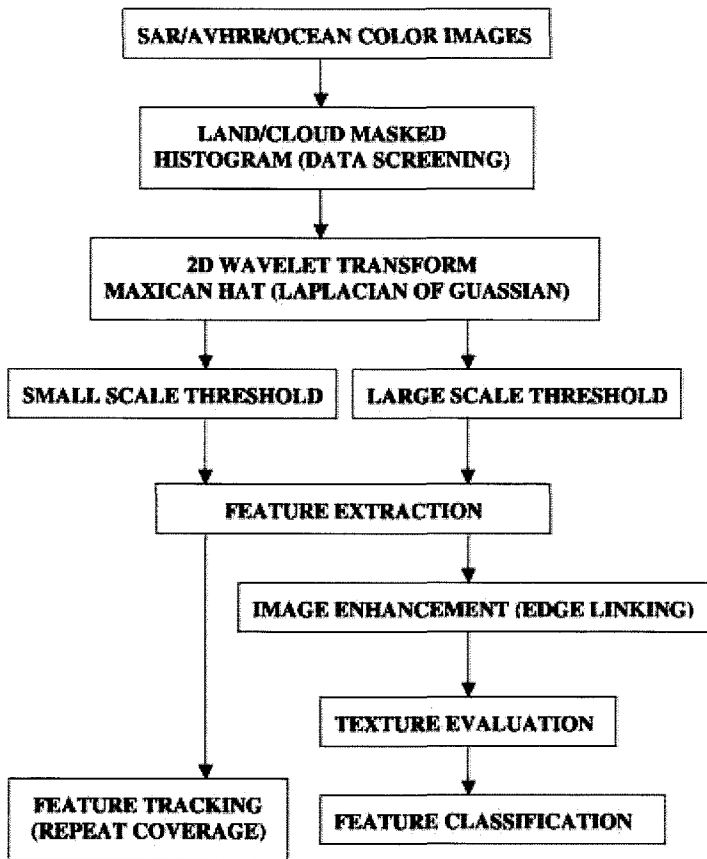 SAR/AVHRR/OCEAN COLOR IMAGES
LAND/CLOUD MASKED
HISTOGRAM (DATA SCREENING)
2D WAVELET TRANSFORM
MAXICAN HAT (LAPLACIAN OF GUASSIAN)
SMALL SCALE THRESHOLD
LARGE SCALE THRESHOLD
FEATURE EXTRACTION
IMAGE ENHANCEMENT (EDGE LINKING)
TEXTURE EVALUATION
FEATURE TRACKING
(REPEAT COVERAGE)
FEATURE CLASSIFICATION